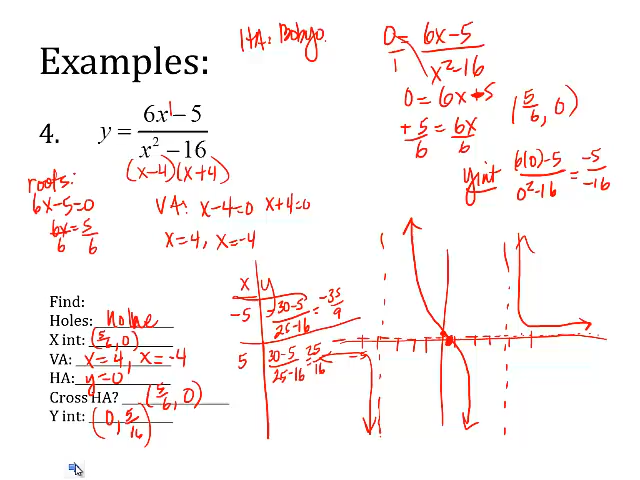 HA: Bobyo
Examples:
4. y = (6x^1 − 5)/(x² − 16)
(x−4)(x+4)
0/1 = (6x−5)/(x²−16)
0 = 6x−5
+5/6 = 6x/6
(5/6, 0)
yint (6(0)−5)/(0²−16) = −5/−16
roots:
6x−5=0
6x/6 = 5/6
VA: x−4=0 x+4=0
x=4, x=−4
Find:
Holes: none
X int: (5/6, 0)
VA: x=4, x=−4
HA: y=0
Cross HA? (5/6, 0)
Y int: (0, 5/16)
x y
−5 (−30−5)/(25−16) = −35/9
5 (30−5)/(25−16) = 25/16
−5